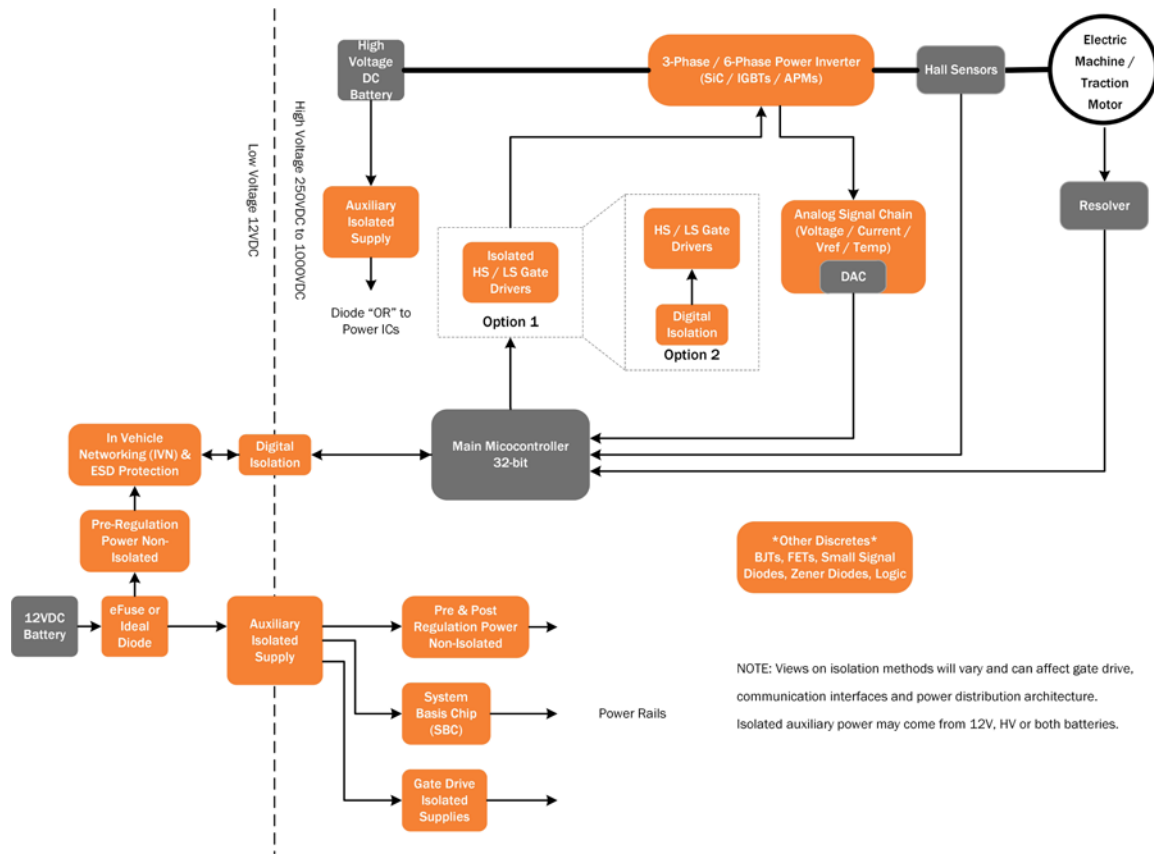 High
Voltage
DC
Battery
3-Phase / 6-Phase Power Inverter
(SiC / IGBTs / APMs)
Hall Sensors
Electric
Machine /
Traction
Motor
Low Voltage 12VDC
High Voltage 250VDC to 1000VDC
Auxiliary
Isolated
Supply
Diode “OR” to
Power ICs
Isolated
HS / LS Gate
Drivers
Option 1
HS / LS Gate
Drivers
Digital
Isolation
Option 2
Analog Signal Chain
(Voltage / Current /
Vref / Temp)
DAC
Resolver
In Vehicle
Networking (IVN) &
ESD Protection
Digital
Isolation
Main Micocontroller
32-bit
Pre-Regulation
Power Non-
Isolated
*Other Discretes*
BJTs, FETs, Small Signal
Diodes, Zener Diodes, Logic
12VDC
Battery
eFuse or
Ideal
Diode
Auxiliary
Isolated
Supply
Pre & Post
Regulation Power
Non-Isolated
System
Basis Chip
(SBC)
Power Rails
Gate Drive
Isolated
Supplies
NOTE: Views on isolation methods will vary and can affect gate drive,
communication interfaces and power distribution architecture.
Isolated auxiliary power may come from 12V, HV or both batteries.